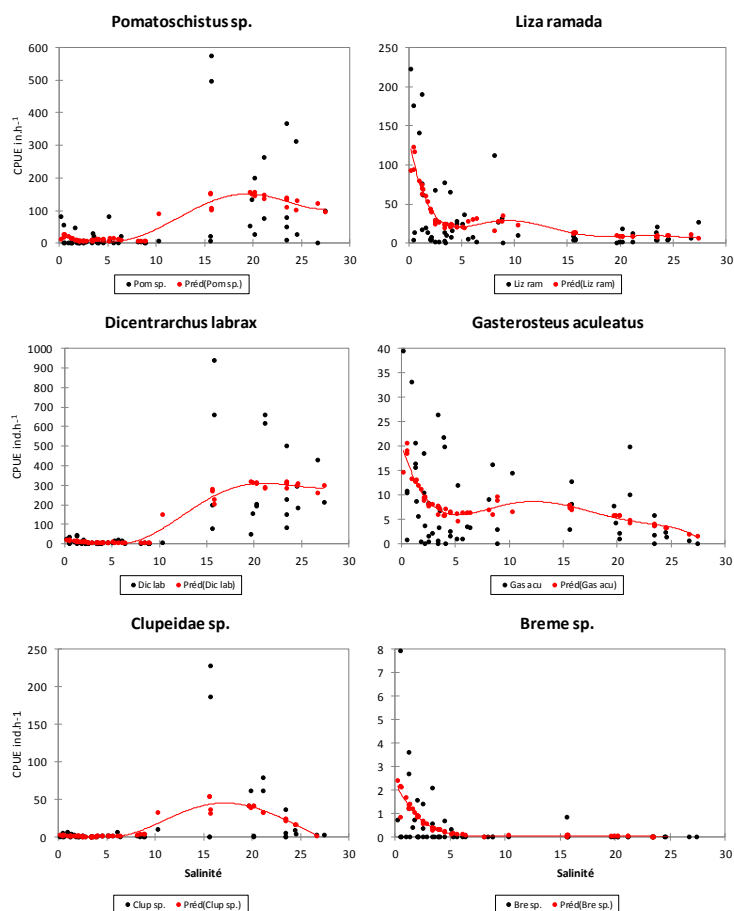 Pomatoschistus sp.
CPUE in.h-1
600
500
400
300
200
100
0
0 5 10 15 20 25 30
Pom sp. Préd(Pom sp.)
Liza ramada
250
200
150
100
50
0
0 5 10 15 20 25 30
Liz ram Préd(Liz ram)
Dicentrarchus labrax
CPUE ind.h-1
1000
900
800
700
600
500
400
300
200
100
0
0 5 10 15 20 25 30
Dic lab Préd(Dic lab)
Gasterosteus aculeatus
40
35
30
25
20
15
10
5
0
0 5 10 15 20 25 30
Gas acu Préd(Gas acu)
Clupeidae sp.
CPUE ind.h-1
250
200
150
100
50
0
0 5 10 15 20 25 30
Salinité
Clup sp. Préd(Clup sp.)
Breme sp.
8
7
6
5
4
3
2
1
0
0 5 10 15 20 25 30
Salinité
Bre sp. Préd(Bre sp.)